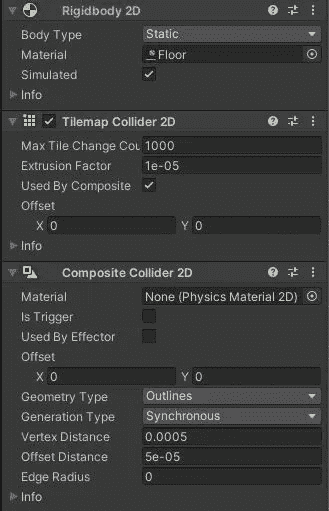 Rigidbody 2D
Body Type Static
Material Floor
Simulated
Info
Tilemap Collider 2D
Max Tile Change Cou 1000
Extrusion Factor 1e-05
Used By Composite
Offset
X 0 Y 0
Info
Composite Collider 2D
Material None (Physics Material 2D)
Is Trigger
Used By Effector
Offset
X 0 Y 0
Geometry Type Outlines
Generation Type Synchronous
Vertex Distance 0.0005
Offset Distance 5e-05
Edge Radius 0
Info